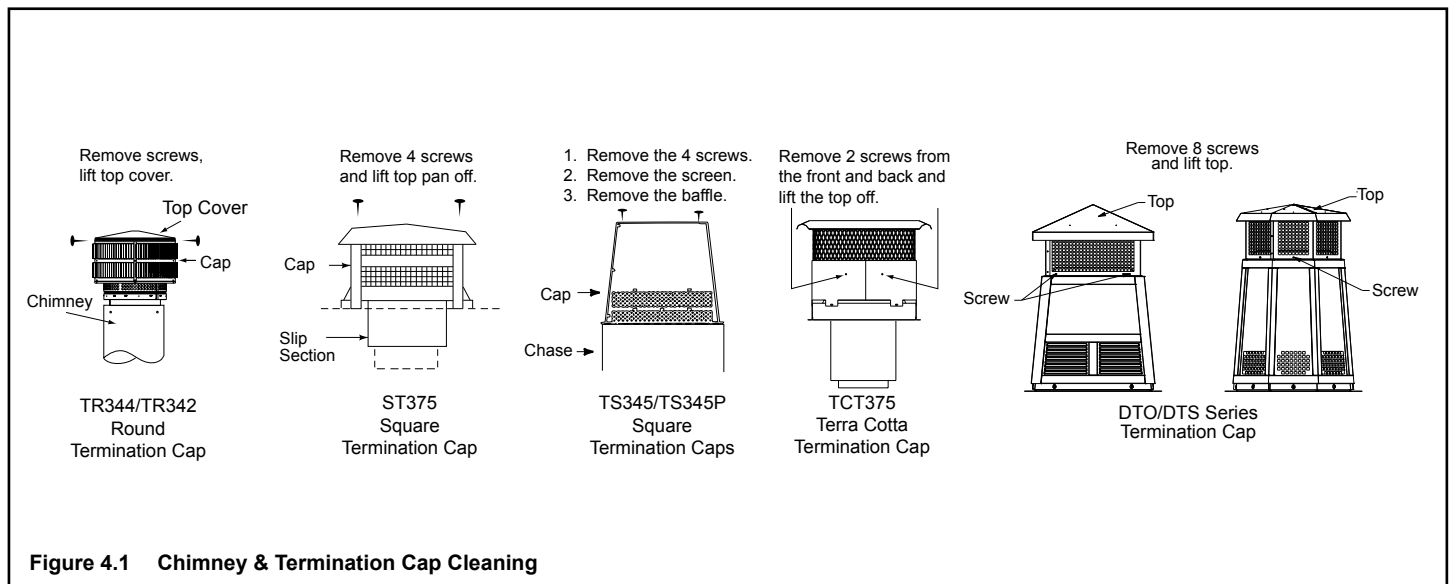 Remove screws,
lift top cover.
Top Cover
Cap
Chimney
TR344/TR342
Round
Termination Cap
Remove 4 screws
and lift top pan off.
Cap
Slip
Section
ST375
Square
Termination Cap
1. Remove the 4 screws.
2. Remove the screen.
3. Remove the baffle.
Cap
Chase
TS345/TS345P
Square
Termination Caps
Remove 2 screws from
the front and back and
lift the top off.
TCT375
Terra Cotta
Termination Cap
Remove 8 screws
and lift top.
Top
Top
Screw
Screw
DTO/DTS Series
Termination Cap
Figure 4.1 Chimney & Termination Cap Cleaning